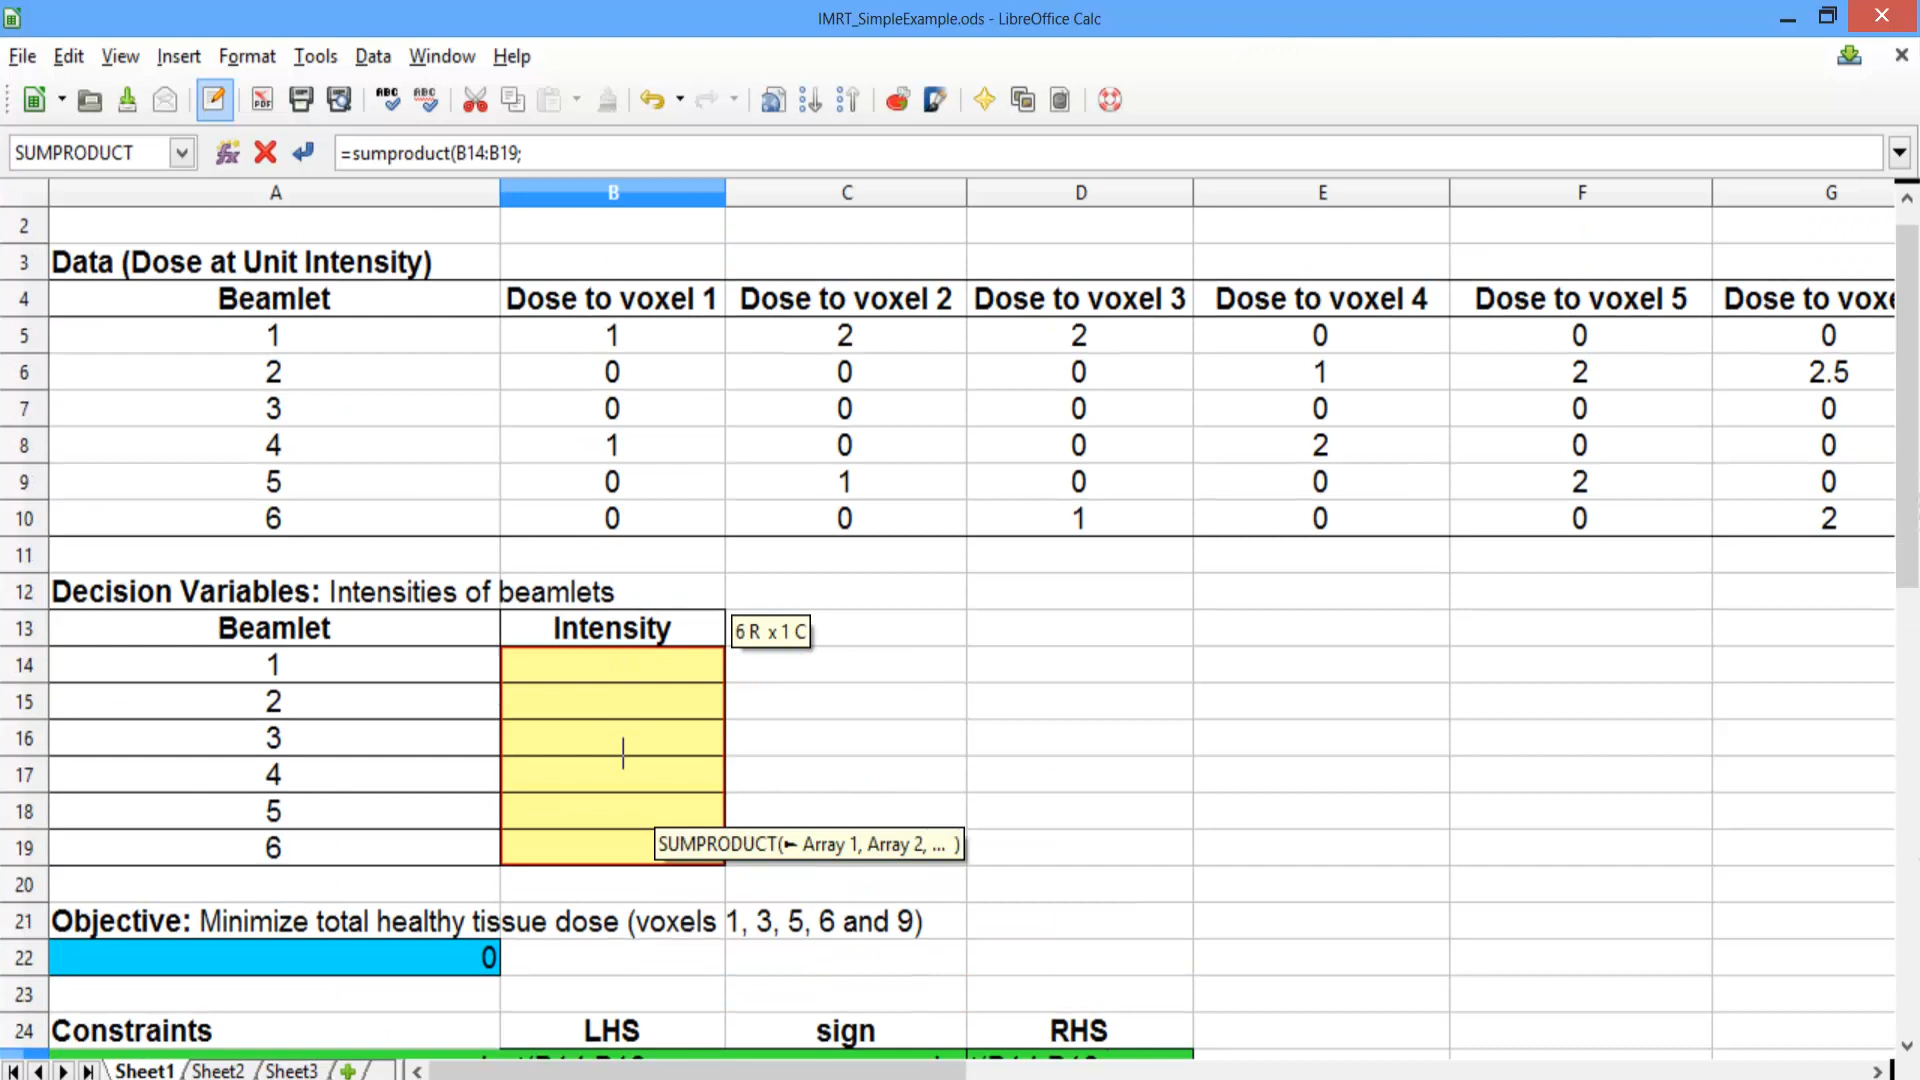 IMRT_SimpleExample.ods - LibreOffice Calc
File Edit View Insert Format Tools Data Window Help
SUMPRODUCT =sumproduct(B14:B19;
A B C D E F G
2
3 Data (Dose at Unit Intensity)
4 Beamlet Dose to voxel 1 Dose to voxel 2 Dose to voxel 3 Dose to voxel 4 Dose to voxel 5 Dose to voxe
5 1 1 2 2 0 0 0
6 2 0 0 0 1 2 2.5
7 3 0 0 0 0 0 0
8 4 1 0 0 2 0 0
9 5 0 1 0 0 2 0
10 6 0 0 1 0 0 2
11
12 Decision Variables: Intensities of beamlets
13 Beamlet Intensity 6 R x 1 C
14 1
15 2
16 3
17 4
18 5
19 6 SUMPRODUCT( Array 1, Array 2, ... )
20
21 Objective: Minimize total healthy tissue dose (voxels 1, 3, 5, 6 and 9)
22 0
23
24 Constraints LHS sign RHS
Sheet1 Sheet2 Sheet3